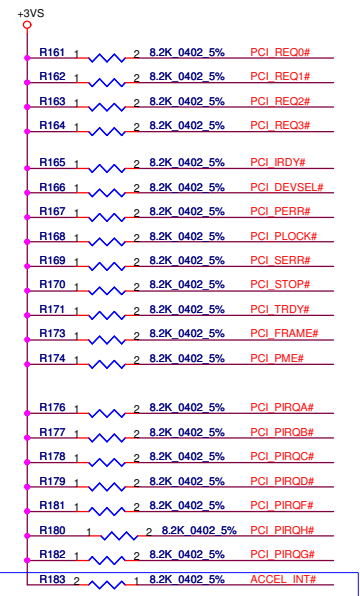 +3VS
R161 1 2 8.2K_0402_5% PCI_REQ0#
R162 1 2 8.2K_0402_5% PCI_REQ1#
R163 1 2 8.2K_0402_5% PCI_REQ2#
R164 1 2 8.2K_0402_5% PCI_REQ3#
R165 1 2 8.2K_0402_5% PCI_IRDY#
R166 1 2 8.2K_0402_5% PCI_DEVSEL#
R167 1 2 8.2K_0402_5% PCI_PERR#
R168 1 2 8.2K_0402_5% PCI_PLOCK#
R169 1 2 8.2K_0402_5% PCI_SERR#
R170 1 2 8.2K_0402_5% PCI_STOP#
R171 1 2 8.2K_0402_5% PCI_TRDY#
R173 1 2 8.2K_0402_5% PCI_FRAME#
R174 1 2 8.2K_0402_5% PCI_PME#
R176 1 2 8.2K_0402_5% PCI_PIRQA#
R177 1 2 8.2K_0402_5% PCI_PIRQB#
R178 1 2 8.2K_0402_5% PCI_PIRQC#
R179 1 2 8.2K_0402_5% PCI_PIRQD#
R181 1 2 8.2K_0402_5% PCI_PIRQF#
R180 1 2 8.2K_0402_5% PCI_PIRQH#
R182 1 2 8.2K_0402_5% PCI_PIRQG#
R183 2 1 8.2K_0402_5% ACCEL_INT#